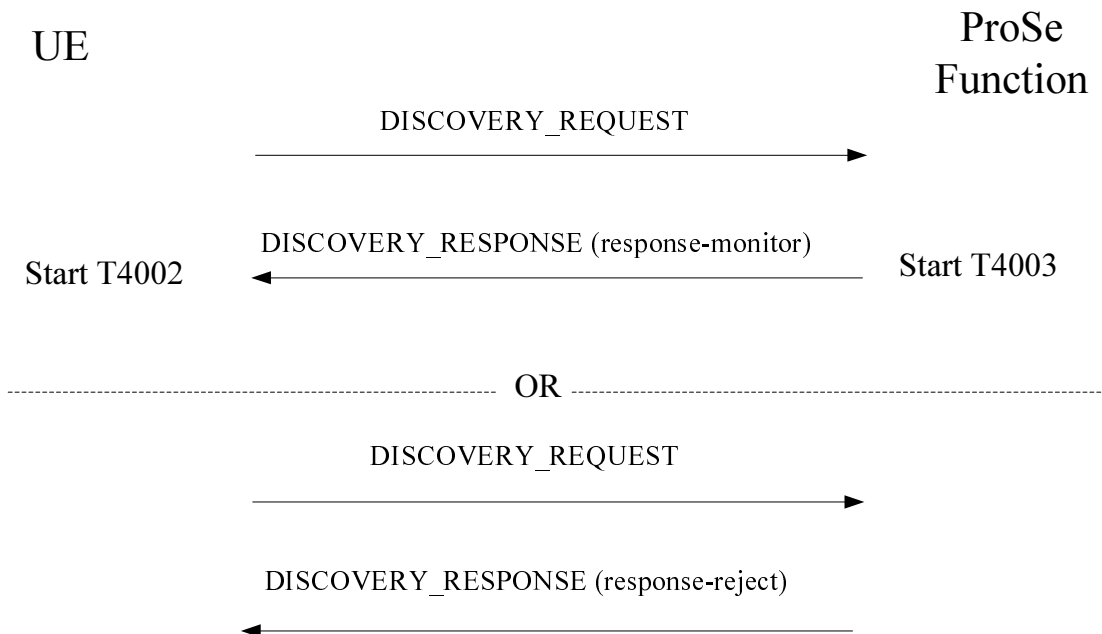 UE
ProSe
Function
DISCOVERY_REQUEST
DISCOVERY_RESPONSE (response-monitor)
Start T4002
Start T4003
OR
DISCOVERY_REQUEST
DISCOVERY_RESPONSE (response-reject)